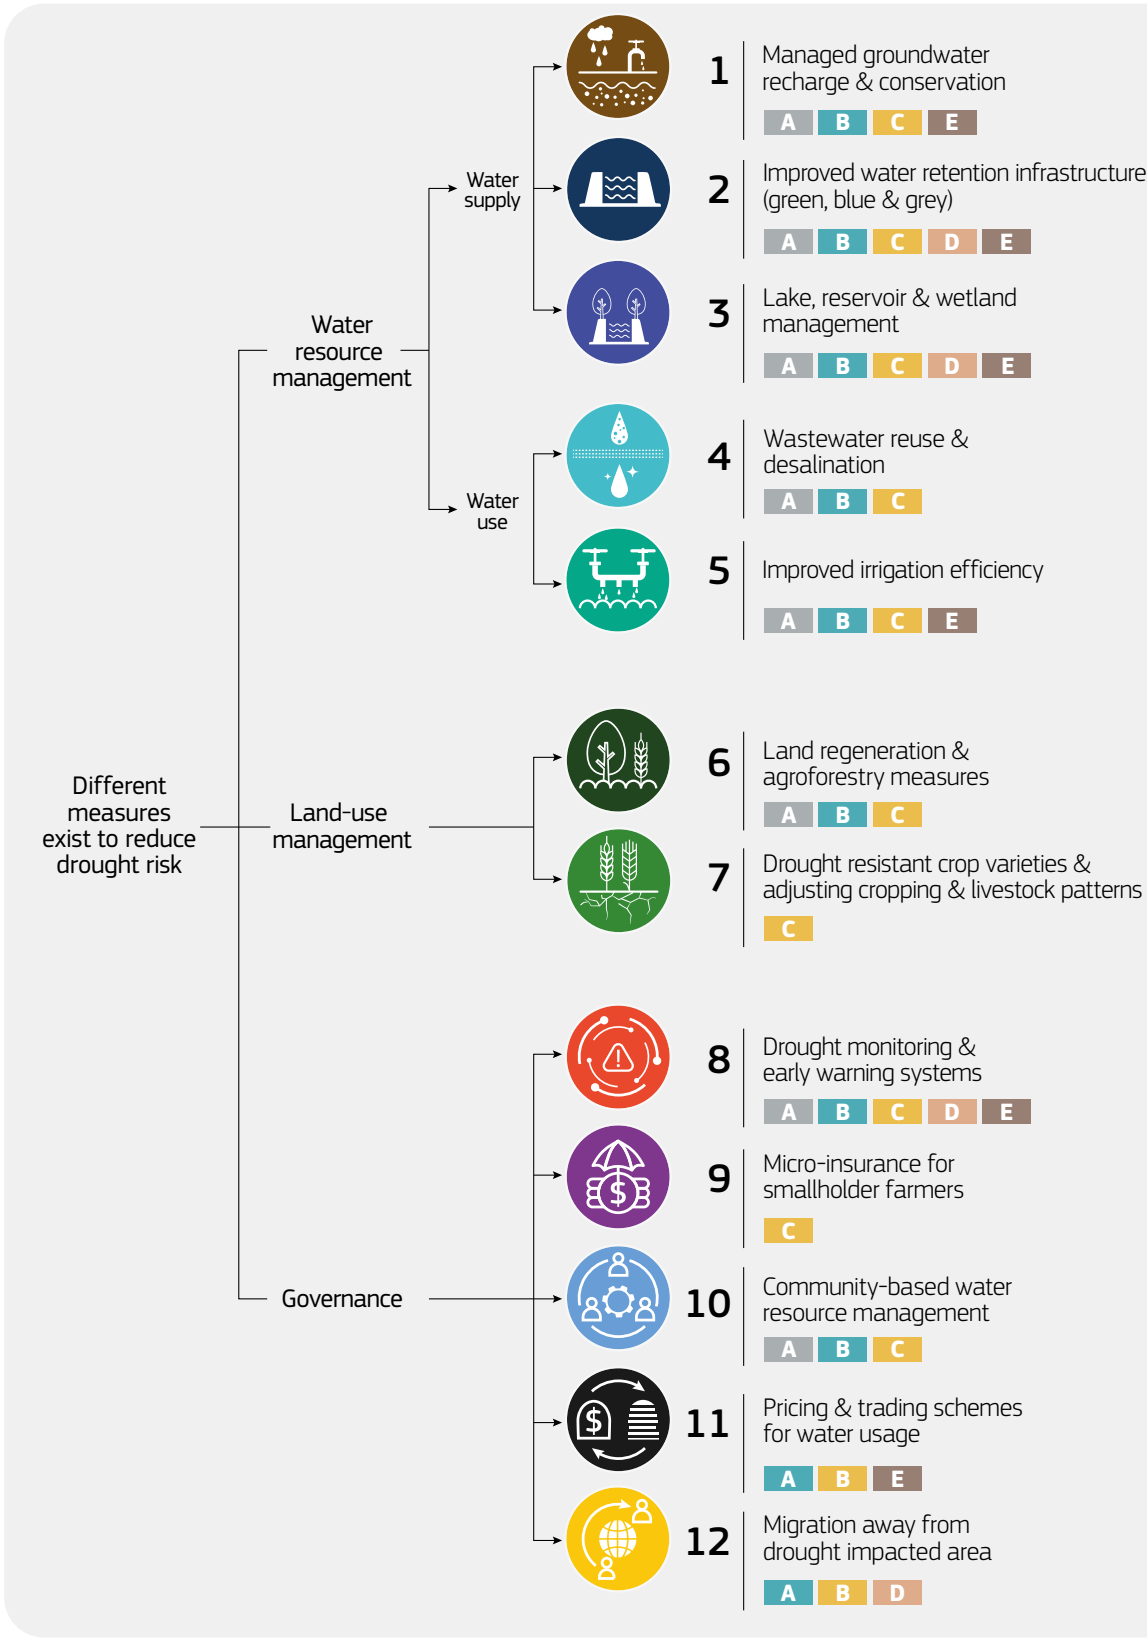 Different
measures
exist to reduce
drought risk
Water
resource
management
Water
supply
1
Managed groundwater
recharge & conservation
A B C E
2
Improved water retention infrastructure
(green, blue & grey)
A B C D E
3
Lake, reservoir & wetland
management
A B C D E
Water
use
4
Wastewater reuse &
desalination
A B C
5
Improved irrigation efficiency
A B C E
Land-use
management
6
Land regeneration &
agroforestry measures
A B C
7
Drought resistant crop varieties &
adjusting cropping & livestock patterns
C
Governance
8
Drought monitoring &
early warning systems
A B C D E
9
Micro-insurance for
smallholder farmers
C
$
10
Community-based water
resource management
A B C
11
Pricing & trading schemes
for water usage
A B E
$
12
Migration away from
drought impacted area
A B D